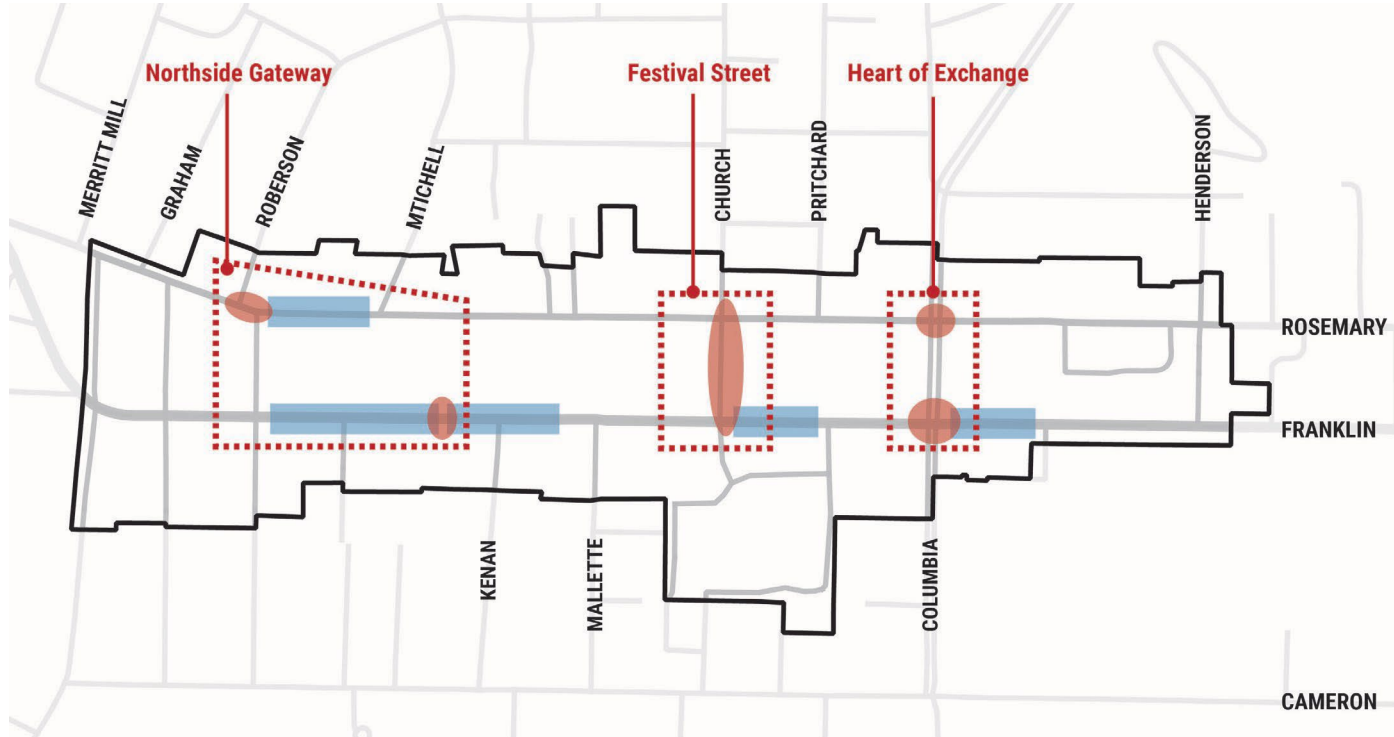 Northside Gateway
Festival Street
Heart of Exchange
MERRITT MILL
GRAHAM
ROBERSON
MTICHELL
CHURCH
PRITCHARD
HENDERSON
ROSEMARY
FRANKLIN
KENAN
MALLETTE
COLUMBIA
CAMERON